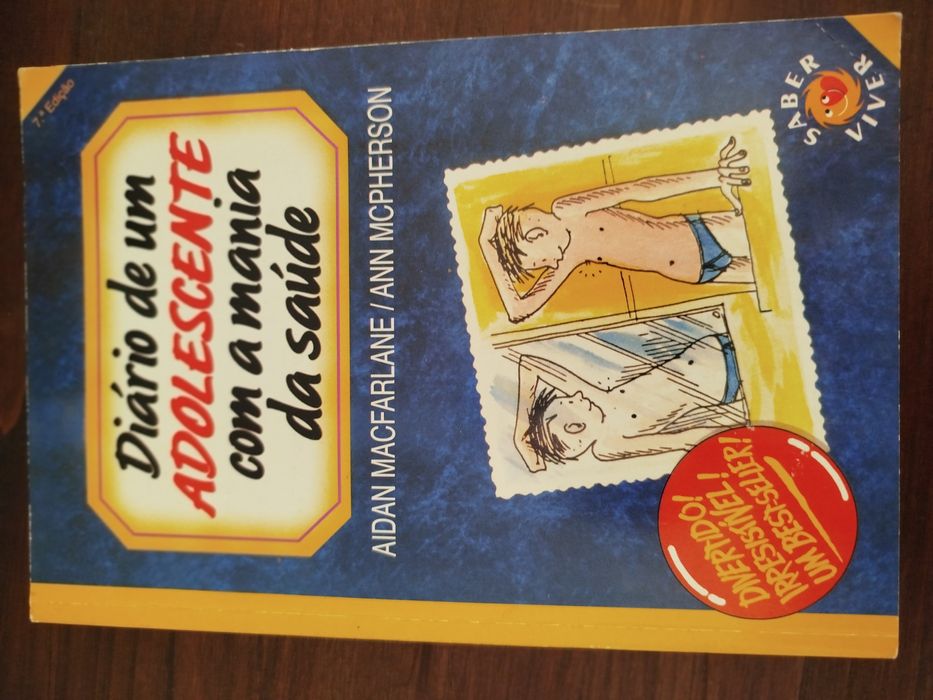 7.ª Edição
Diário de um
ADOLESCENTE
com a mania
da saúde
AIDAN MACFARLANE / ANN MCPHERSON
DIVERTIDO!
IRRESISTÍVEL!
UM BEST-SELLER!
SABER
VIVER